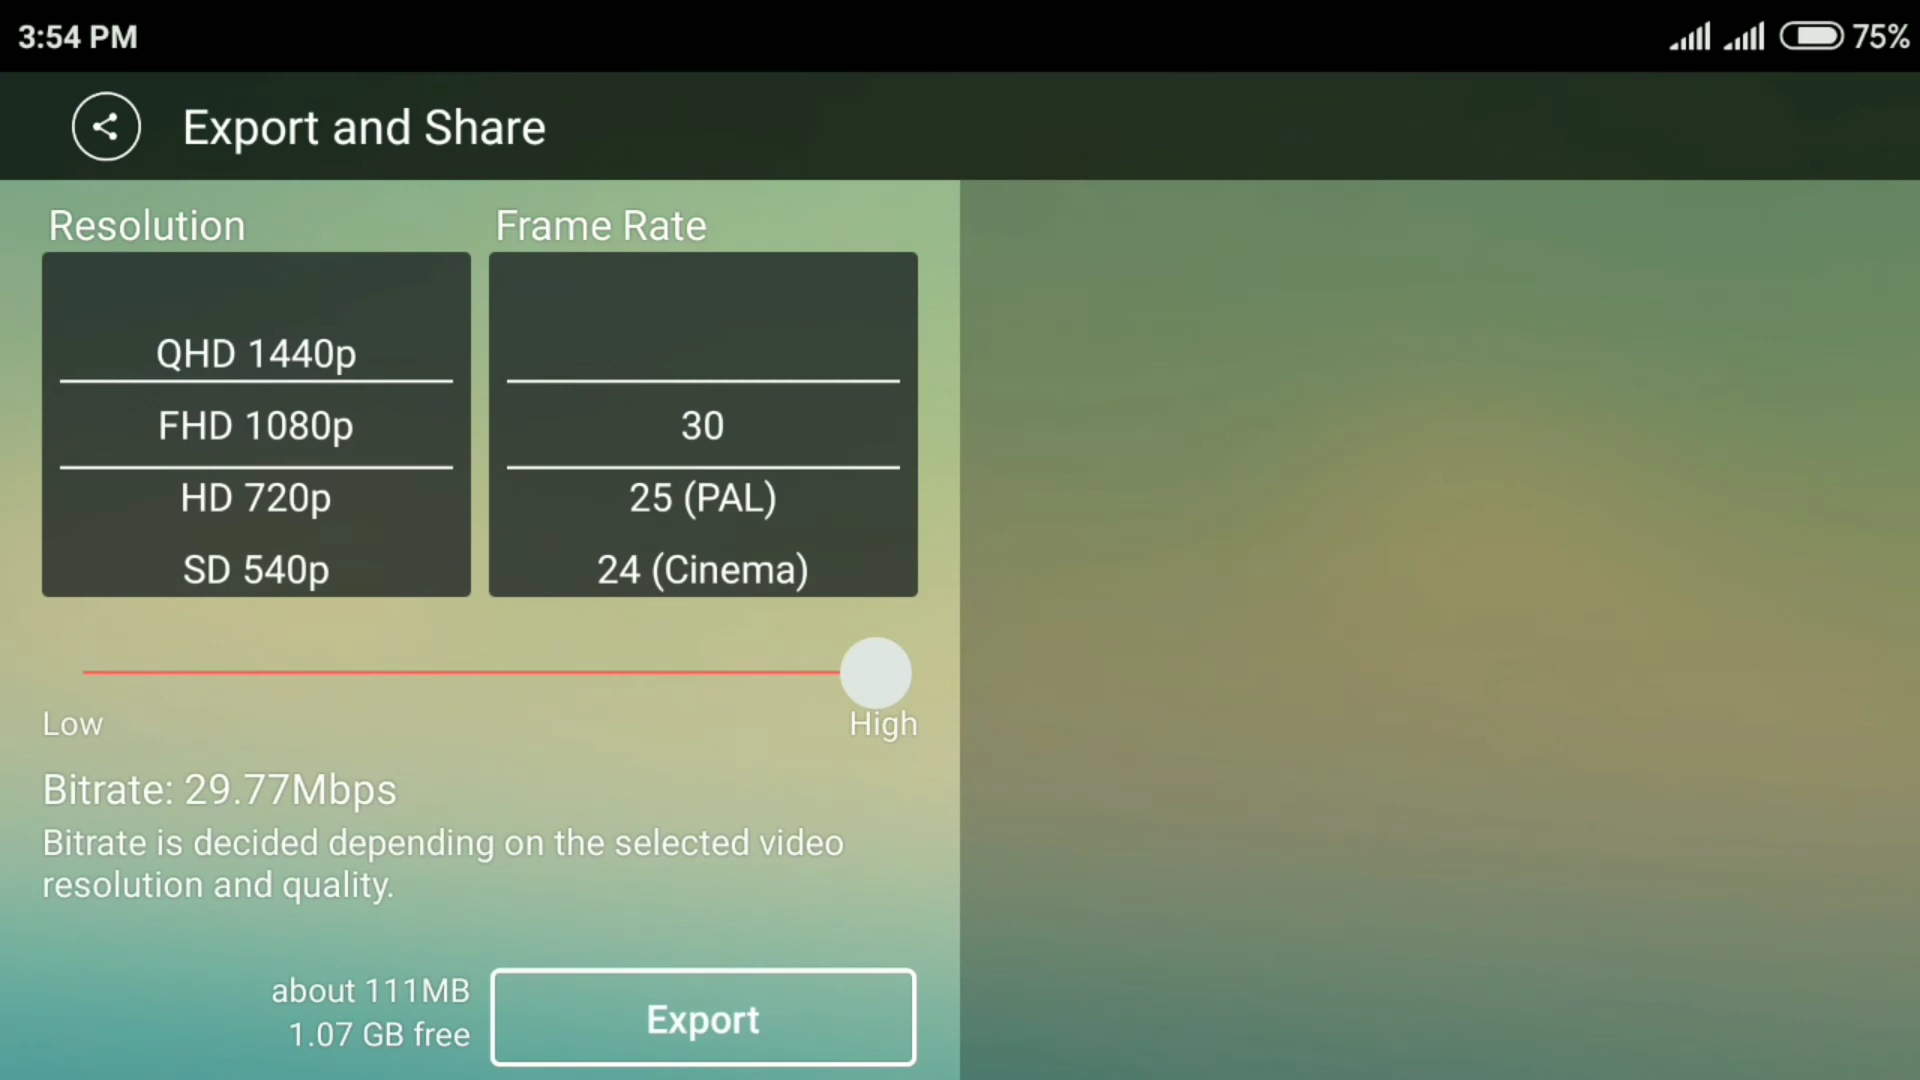 3:54 PM
75%
Export and Share
Resolution
Frame Rate
QHD 1440p
FHD 1080p
HD 720p
SD 540p
30
25 (PAL)
24 (Cinema)
Low
High
Bitrate: 29.77Mbps
Bitrate is decided depending on the selected video
resolution and quality.
about 111MB
1.07 GB free
Export